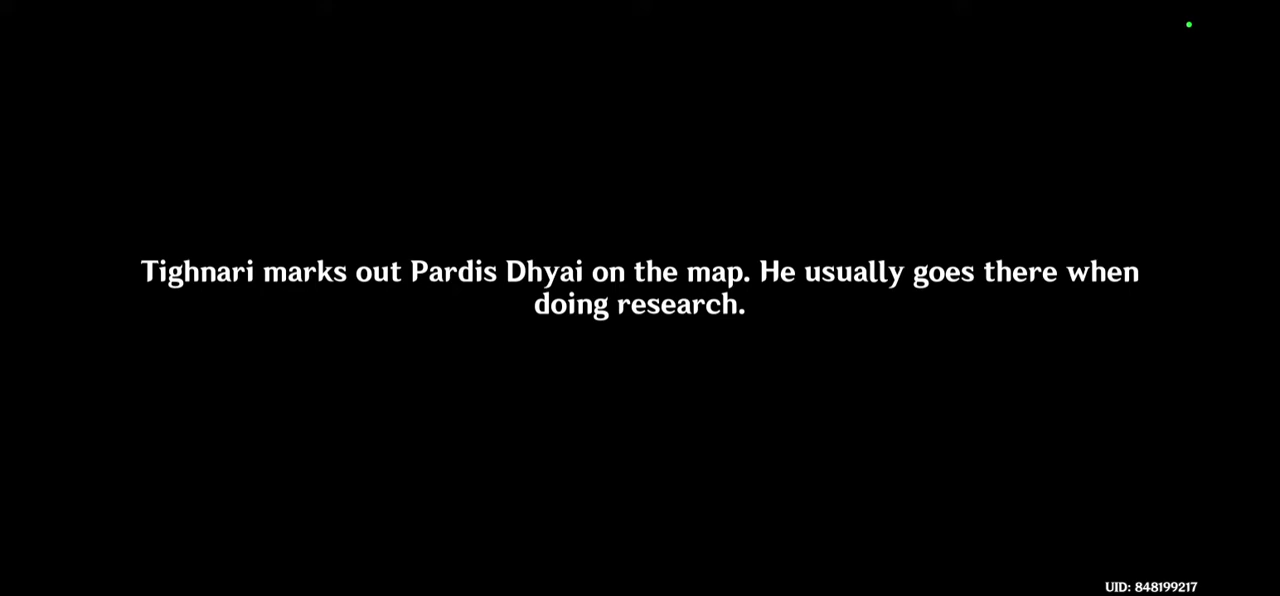 Tighnari marks out Pardis Dhyai on the map. He usually goes there when
doing research.
UID: 848199217